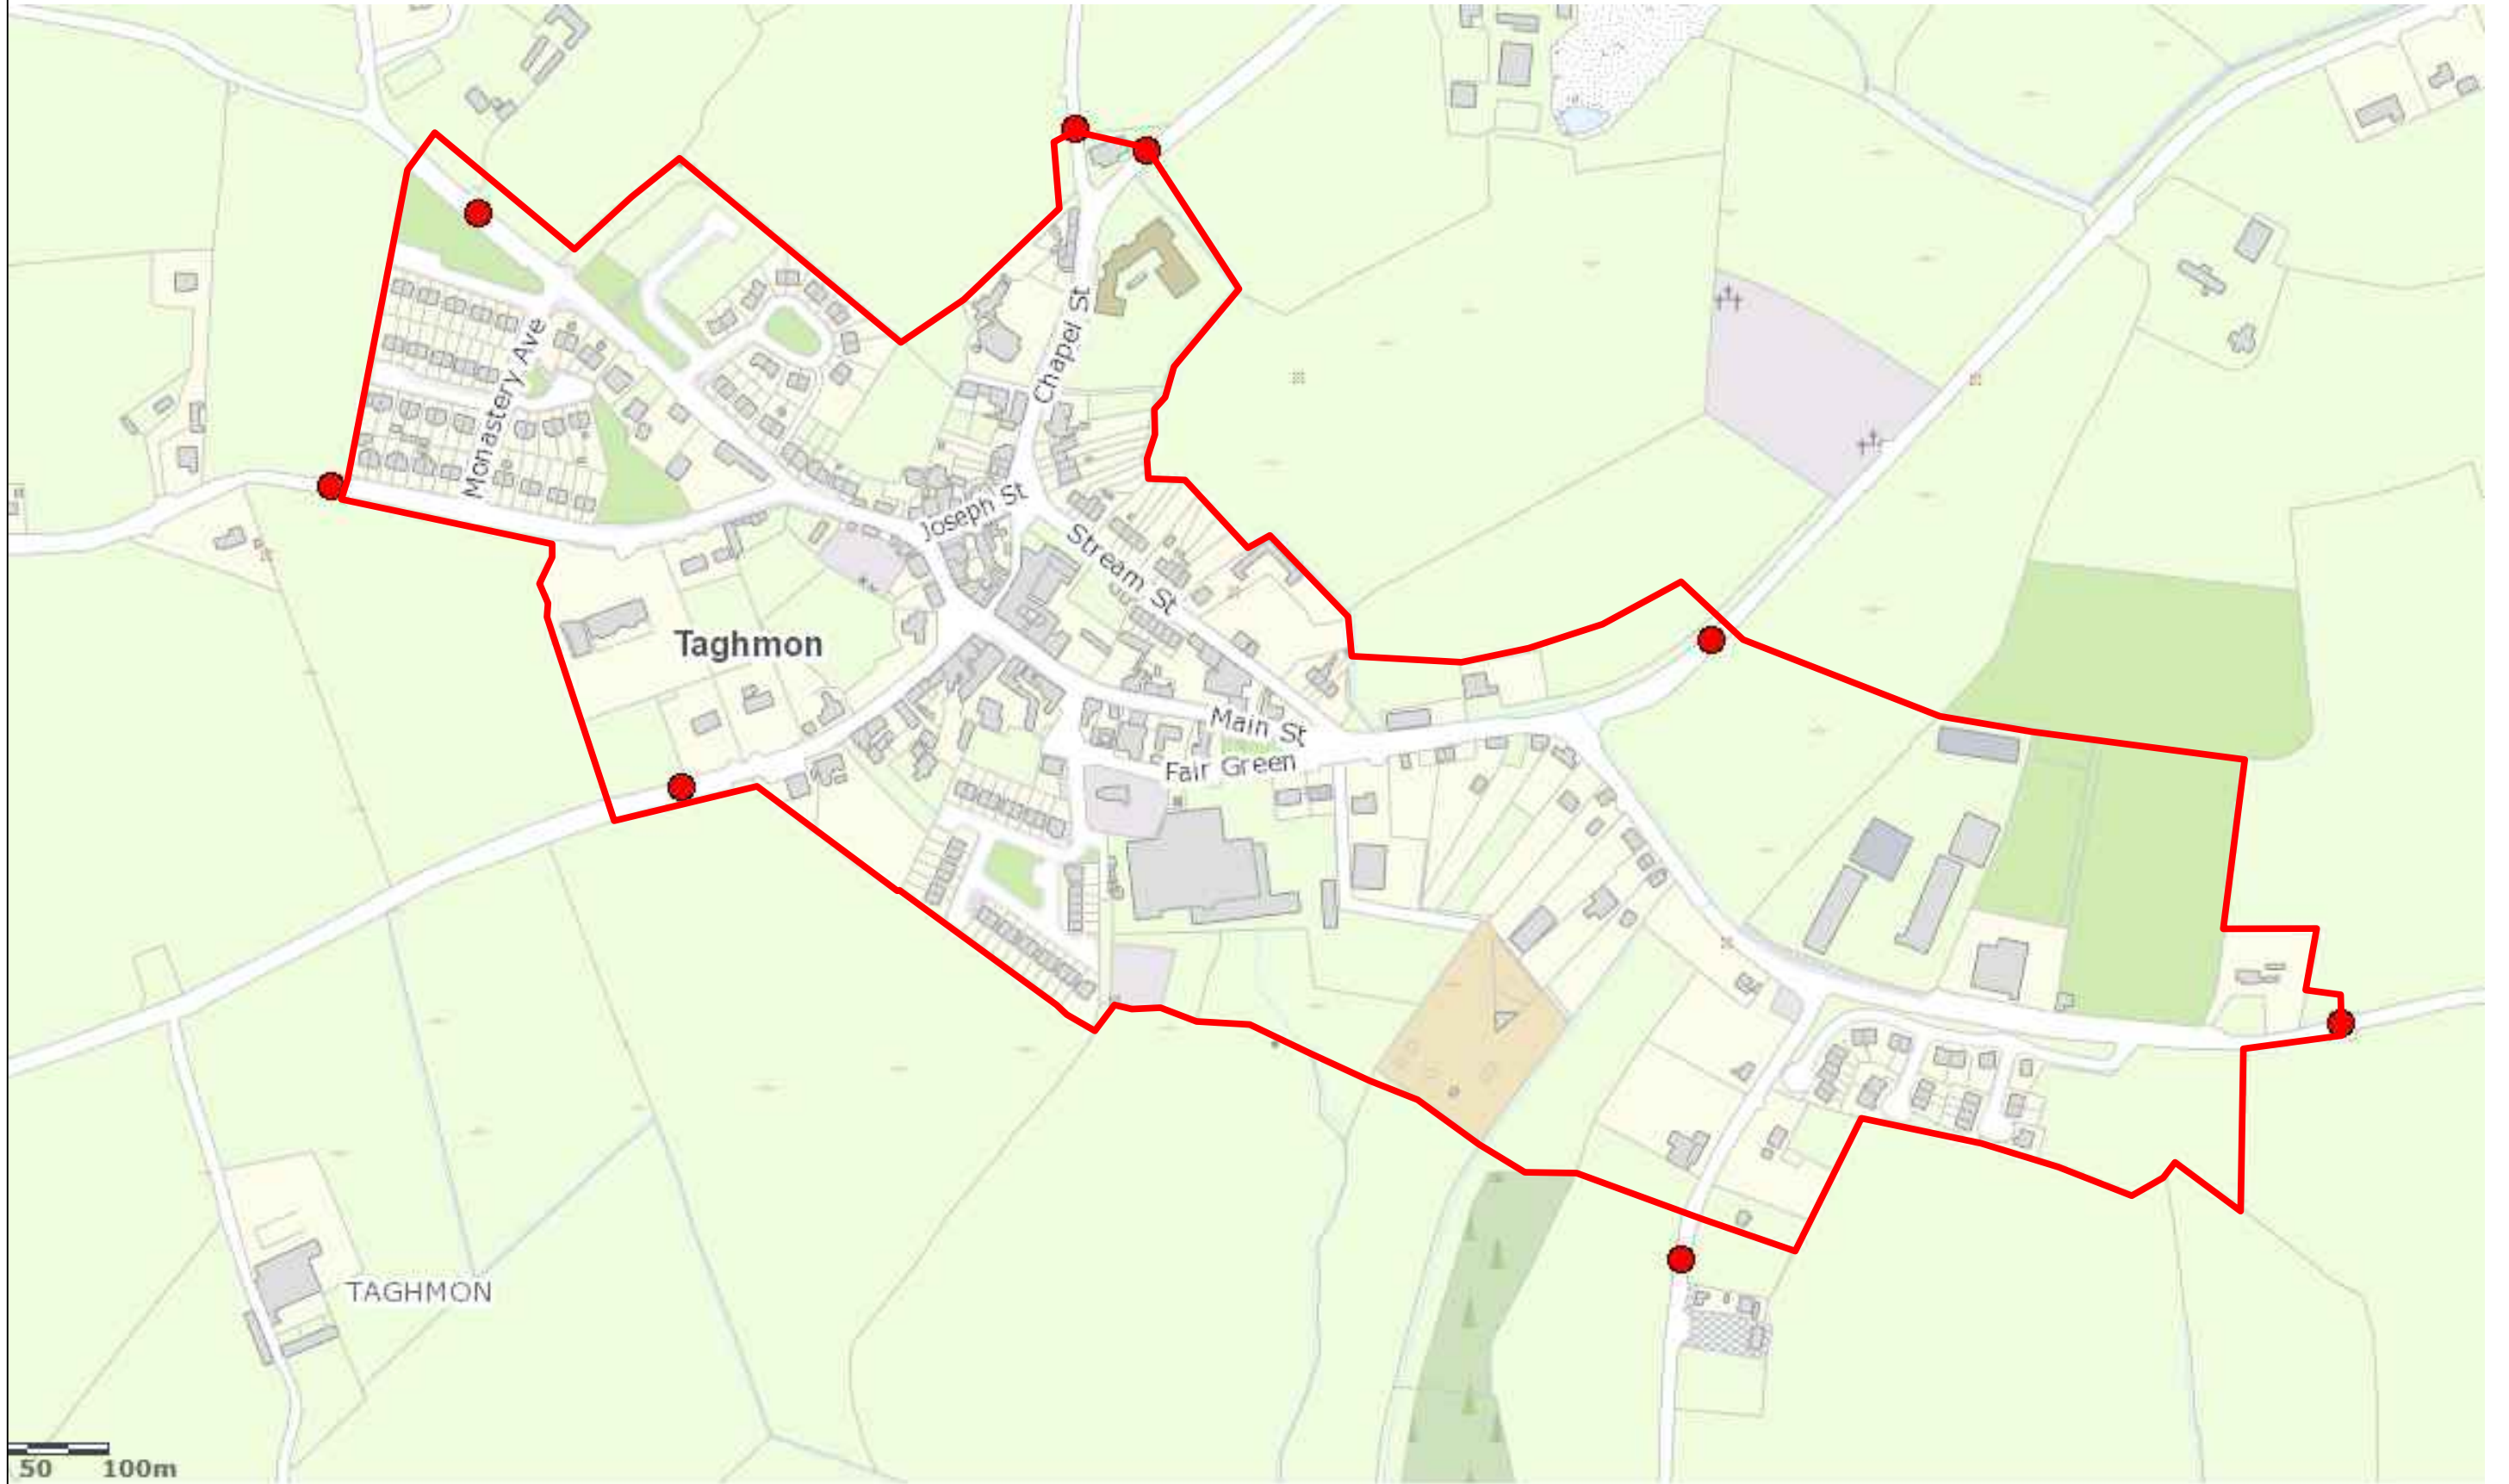 Chapel St
Monastery Ave
Joseph St
Stream St
Taghmon
Main St
Fair Green
TAGHMON
50 100m